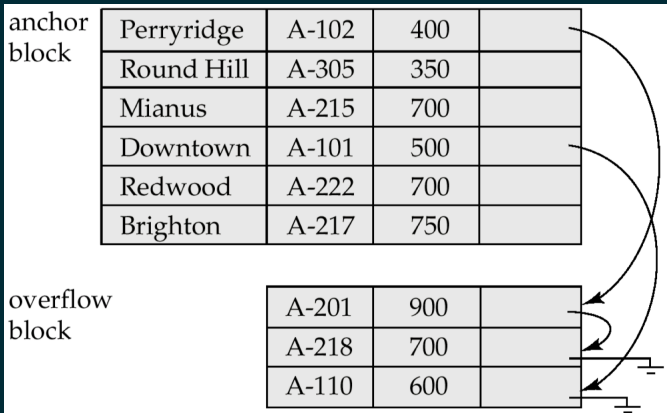 anchor block
Perryridge A-102 400
Round Hill A-305 350
Mianus A-215 700
Downtown A-101 500
Redwood A-222 700
Brighton A-217 750
overflow block
A-201 900
A-218 700
A-110 600